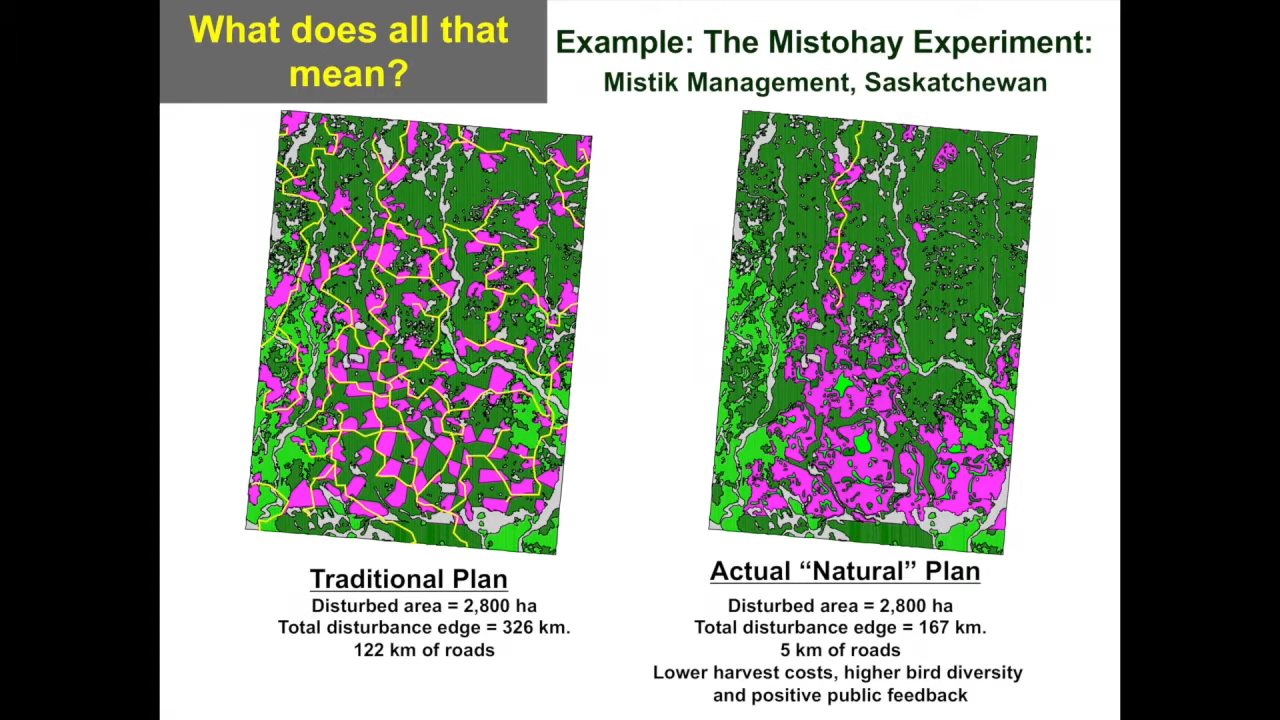 What does all that
mean?
Example: The Mistohay Experiment:
Mistik Management, Saskatchewan
Traditional Plan
Disturbed area = 2,800 ha
Total disturbance edge = 326 km.
122 km of roads
Actual “Natural” Plan
Disturbed area = 2,800 ha
Total disturbance edge = 167 km.
5 km of roads
Lower harvest costs, higher bird diversity
and positive public feedback